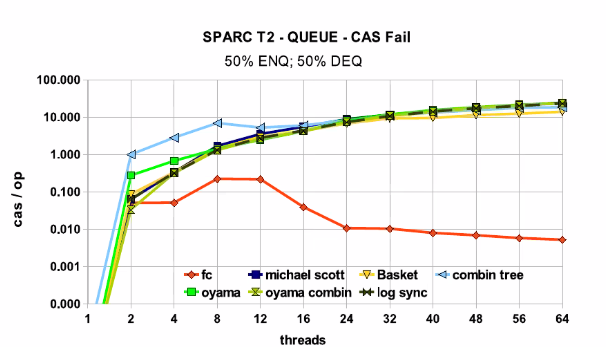 SPARC T2 - QUEUE - CAS Fail
50% ENQ; 50% DEQ
100.000
10.000
1.000
0.100
0.010
0.001
0.000
cas / op
fc michael scott Basket combin tree
oyama oyama combin log sync
1 2 4 8 12 16 24 32 40 48 56 64
threads